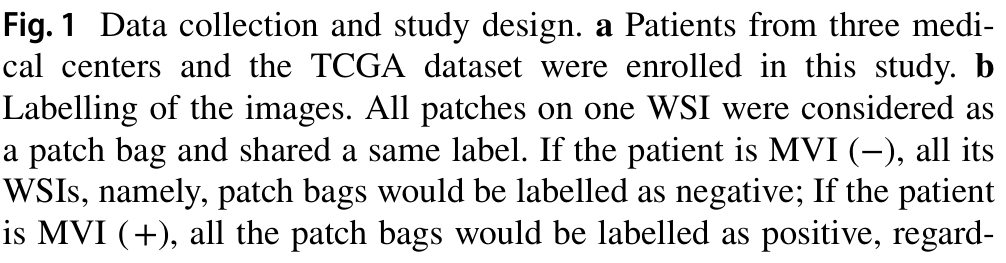 Fig. 1 Data collection and study design. a Patients from three medi-
cal centers and the TCGA dataset were enrolled in this study. b
Labelling of the images. All patches on one WSI were considered as
a patch bag and shared a same label. If the patient is MVI (−), all its
WSIs, namely, patch bags would be labelled as negative; If the patient
is MVI (+), all the patch bags would be labelled as positive, regard-